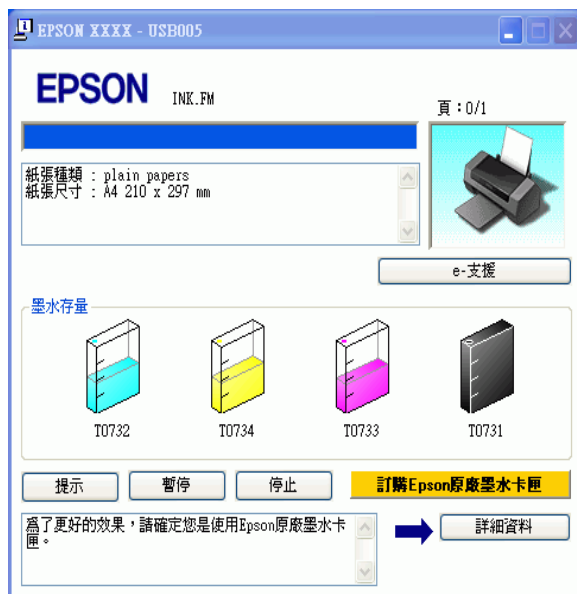 EPSON XXXX - USB005
EPSON INK.FM
頁：0/1
紙張種類 : plain papers
紙張尺寸 : A4 210 x 297 mm
e-支援
墨水存量
T0732 T0734 T0733 T0731
提示 暫停 停止 訂購Epson原廠墨水卡匣
為了更好的效果，請確定您是使用Epson原廠墨水卡
匣。
詳細資料